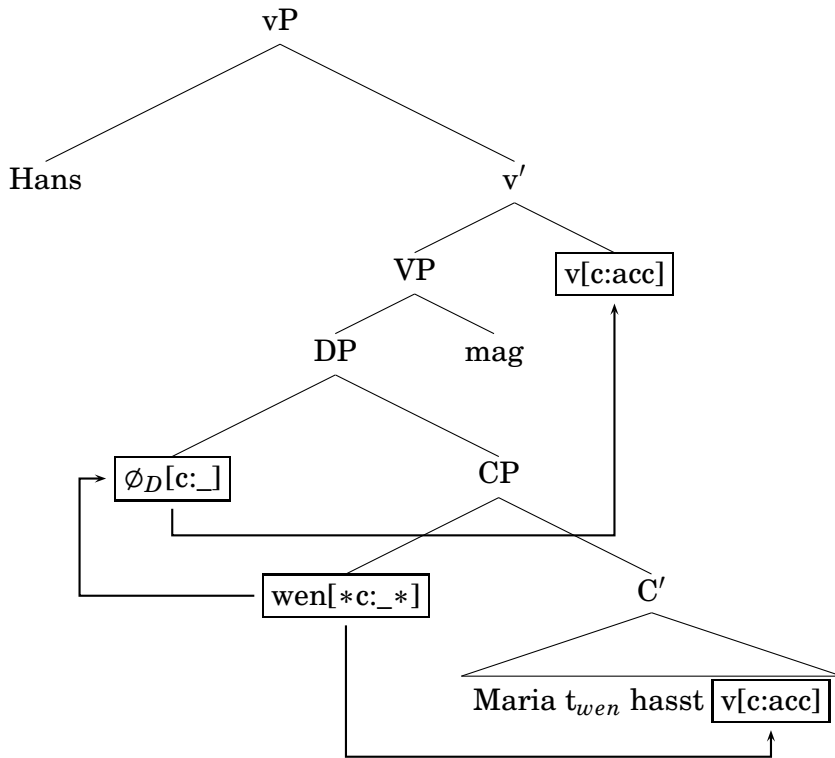 vP
Hans v′
VP v[c:acc]
DP mag
∅D[c:_] CP
wen[∗c:_∗] C′
Maria twen hasst v[c:acc]